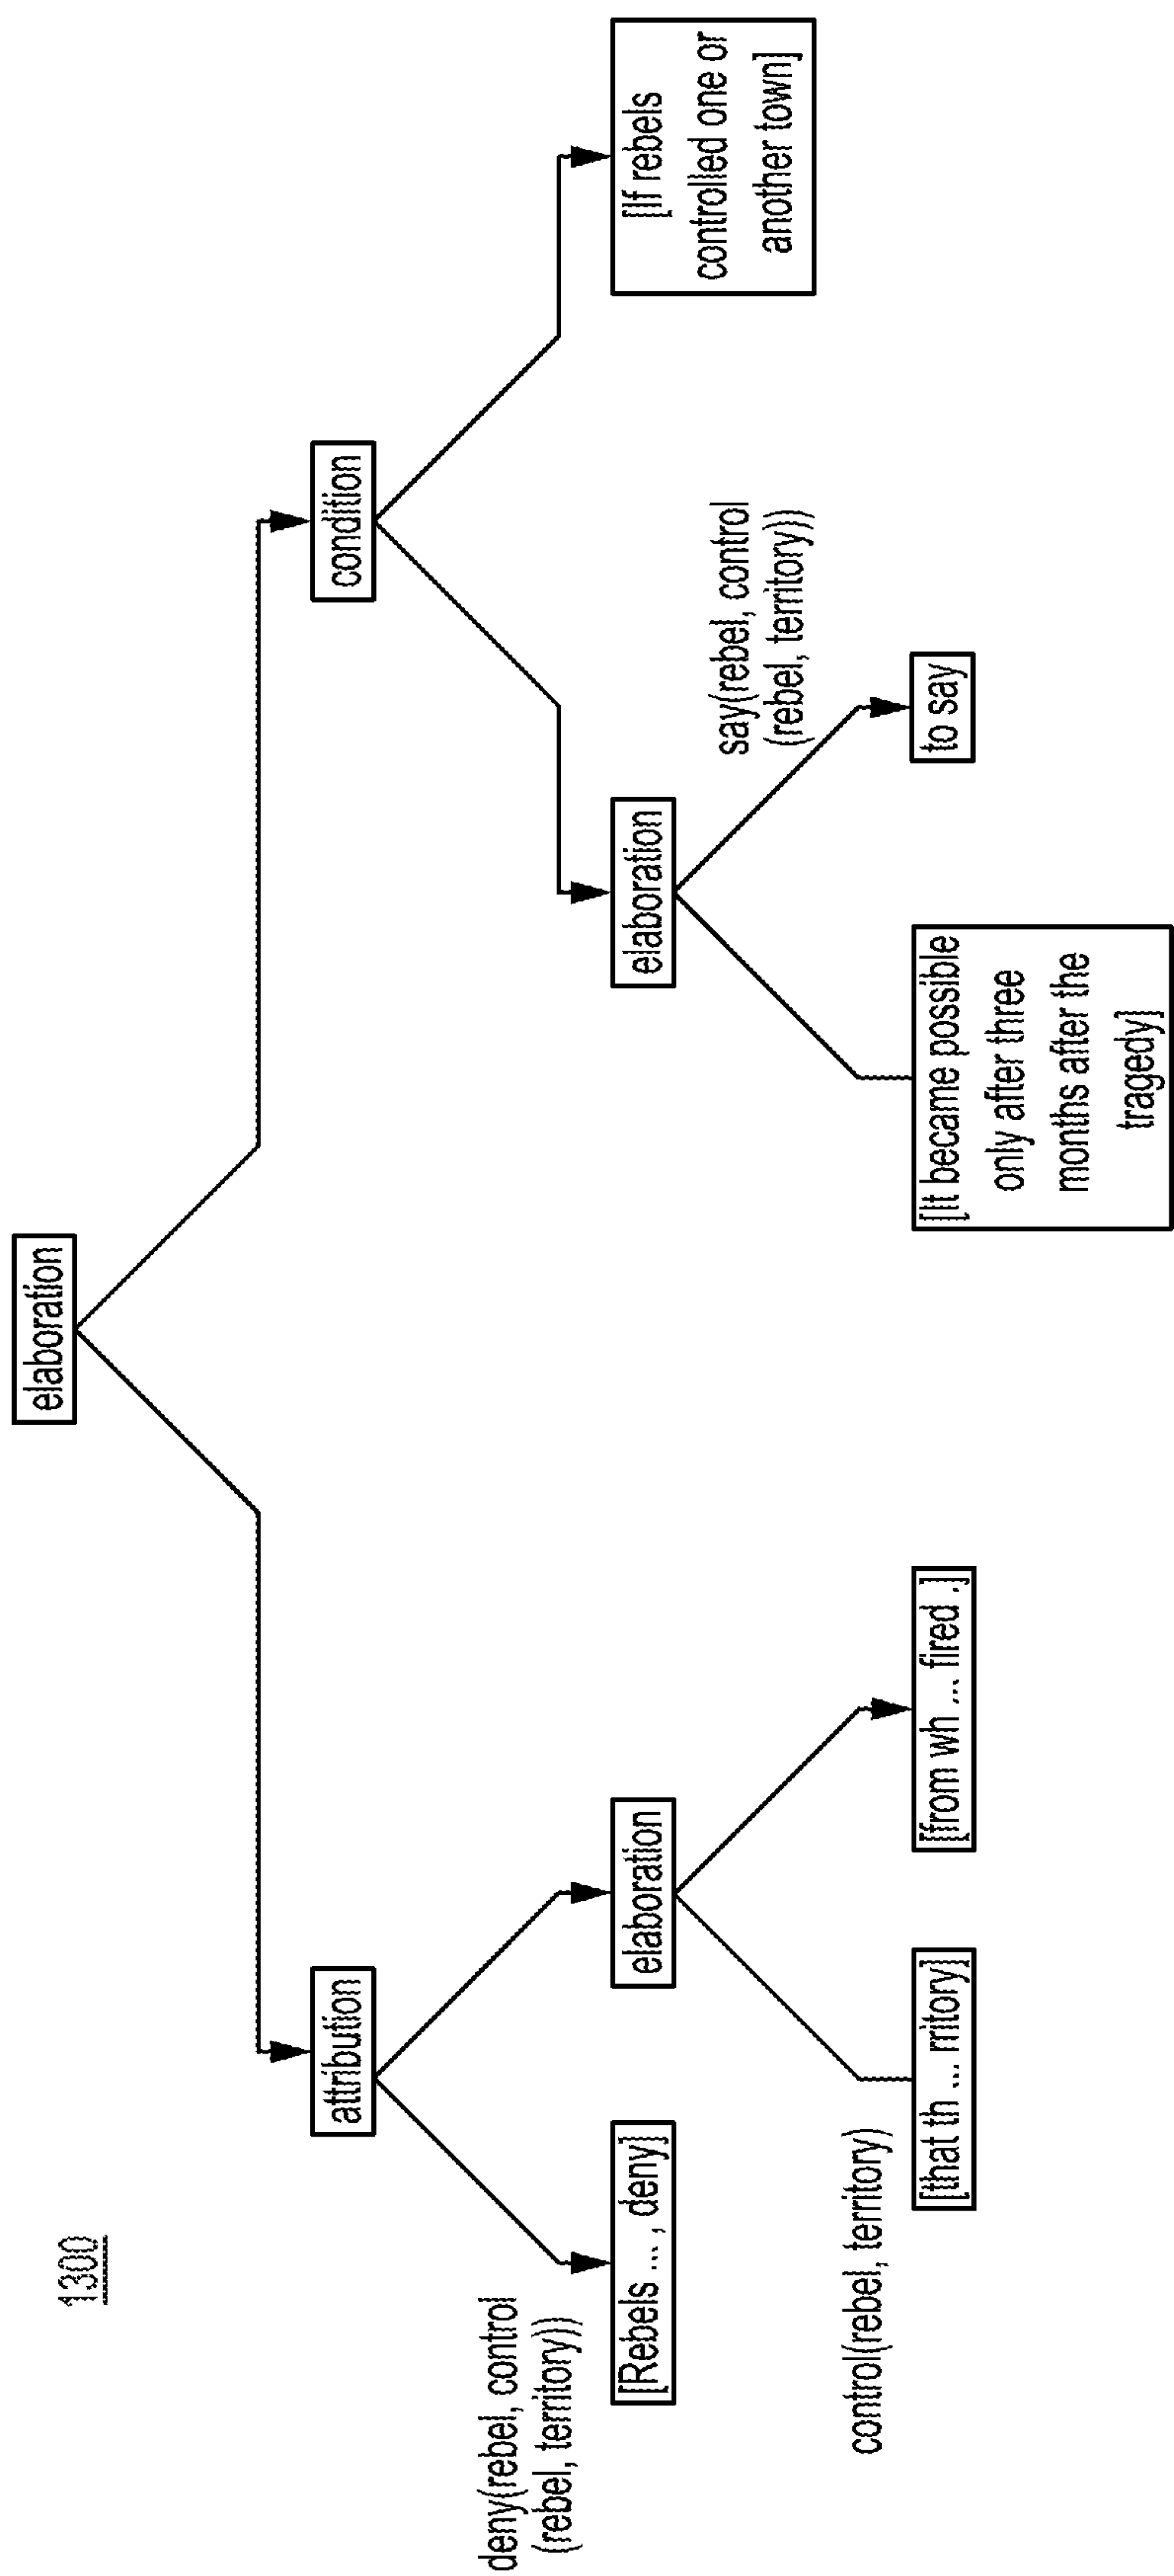 1300
elaboration
attribution
condition
deny(rebel, control
(rebel, territory))
[Rebels ... , deny]
elaboration
elaboration
[If rebels
controlled one or
another town]
say(rebel, control
(rebel, territory))
control(rebel, territory)
[that th ... rritory]
[from wh ... fired .]
[It became possible
only after three
months after the
tragedy]
to say